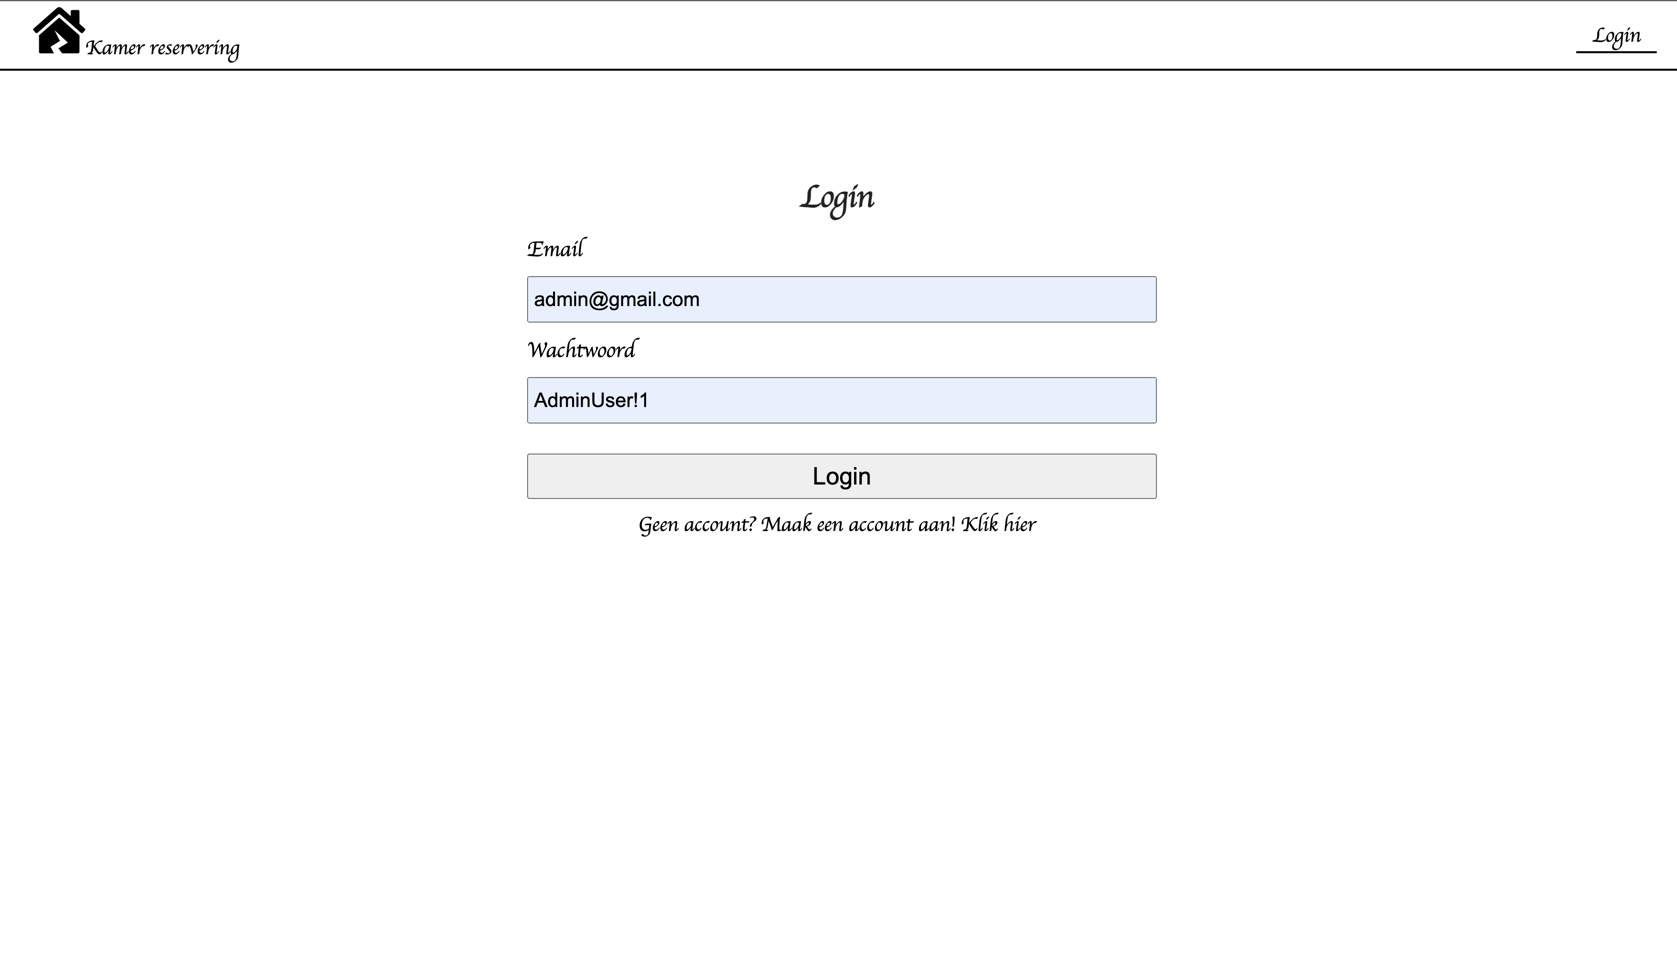 Kamer reservering
Login
Login
Email
admin@gmail.com
Wachtwoord
AdminUser!1
Login
Geen account? Maak een account aan! Klik hier